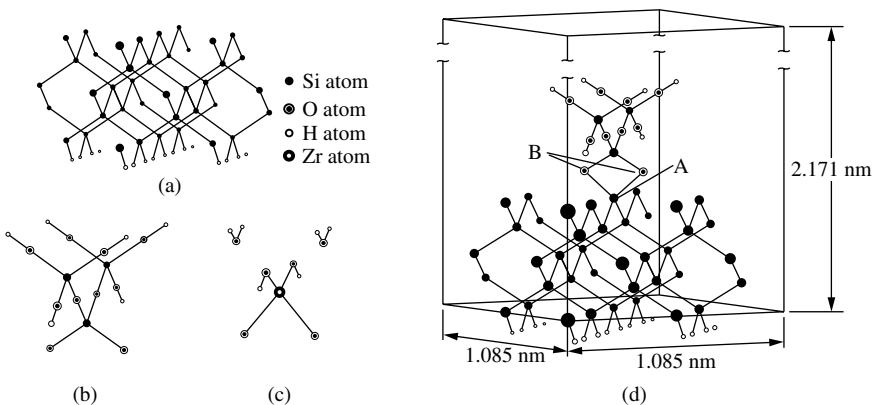 Si atom
O atom
H atom
Zr atom
(a)
(b)
(c)
B
A
2.171 nm
1.085 nm
1.085 nm
(d)